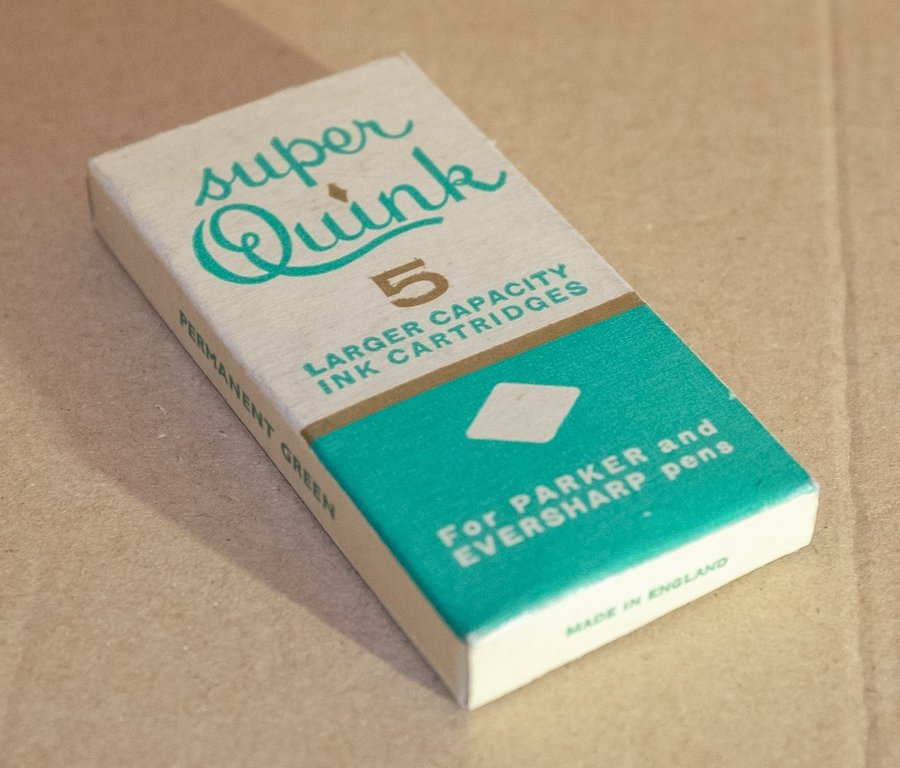 super
Quink
5
LARGER CAPACITY
INK CARTRIDGES
For PARKER and
EVERSHARP pens
PERMANENT GREEN
MADE IN ENGLAND